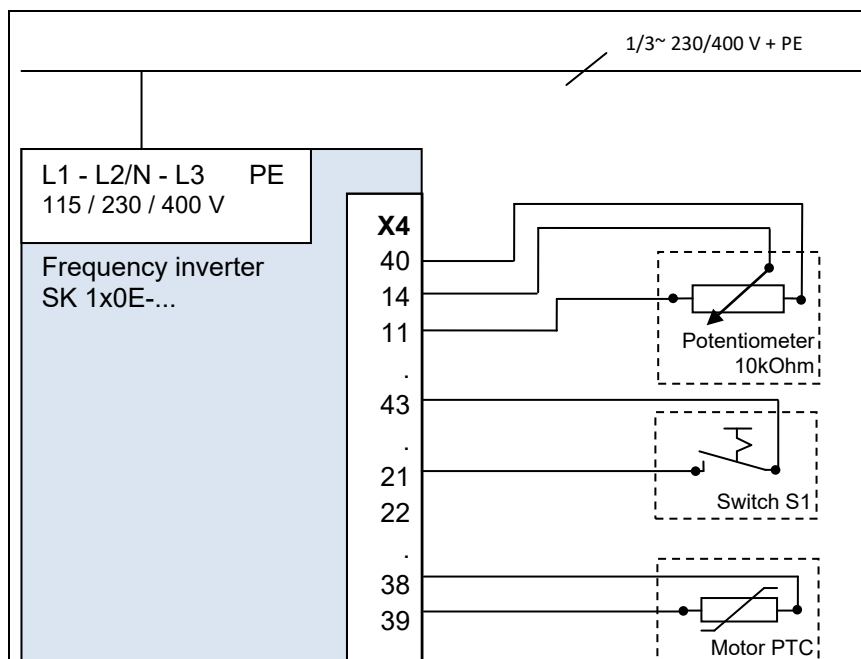 1/3~ 230/400 V + PE
L1 - L2/N - L3 PE
115 / 230 / 400 V
Frequency inverter
SK 1x0E-...
X4
40
14
11
.
43
.
21
22
.
38
39
Potentiometer
10kOhm
Switch S1
Motor PTC